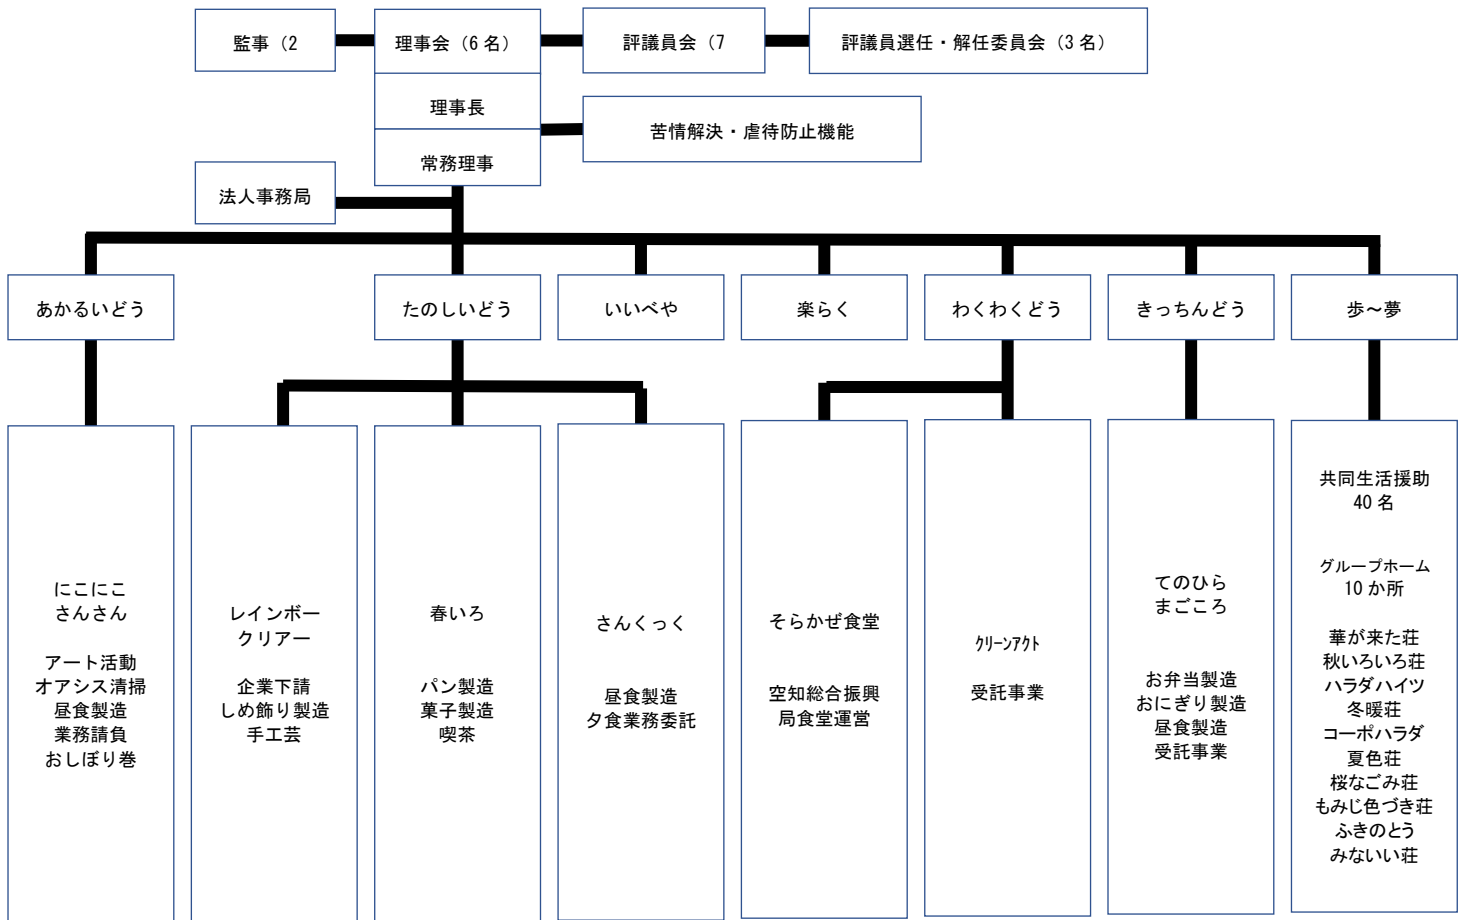 監事（2
理事会（6名）
評議員会（7
評議員選任・解任委員会（3名）
理事長
苦情解決・虐待防止機能
常務理事
法人事務局
あかるいどう
たのしいどう
いいべや
楽らく
わくわくどう
きっちんどう
歩～夢
にこにこ
さんさん
アート活動
オアシス清掃
昼食製造
業務請負
おしぼり巻
レインボー
クリアー
企業下請
しめ飾り製造
手工芸
春いろ
パン製造
菓子製造
喫茶
さんくっく
昼食製造
夕食業務委託
そらかぜ食堂
空知総合振興
局食堂運営
ｸﾘｰﾝｱｸﾄ
受託事業
てのひら
まごころ
お弁当製造
おにぎり製造
昼食製造
受託事業
共同生活援助
40名
グループホーム
10か所
華が来た荘
秋いろいろ荘
ハラダハイツ
冬暖荘
コーポハラダ
夏色荘
桜なごみ荘
もみじ色づき荘
ふきのとう
みないい荘